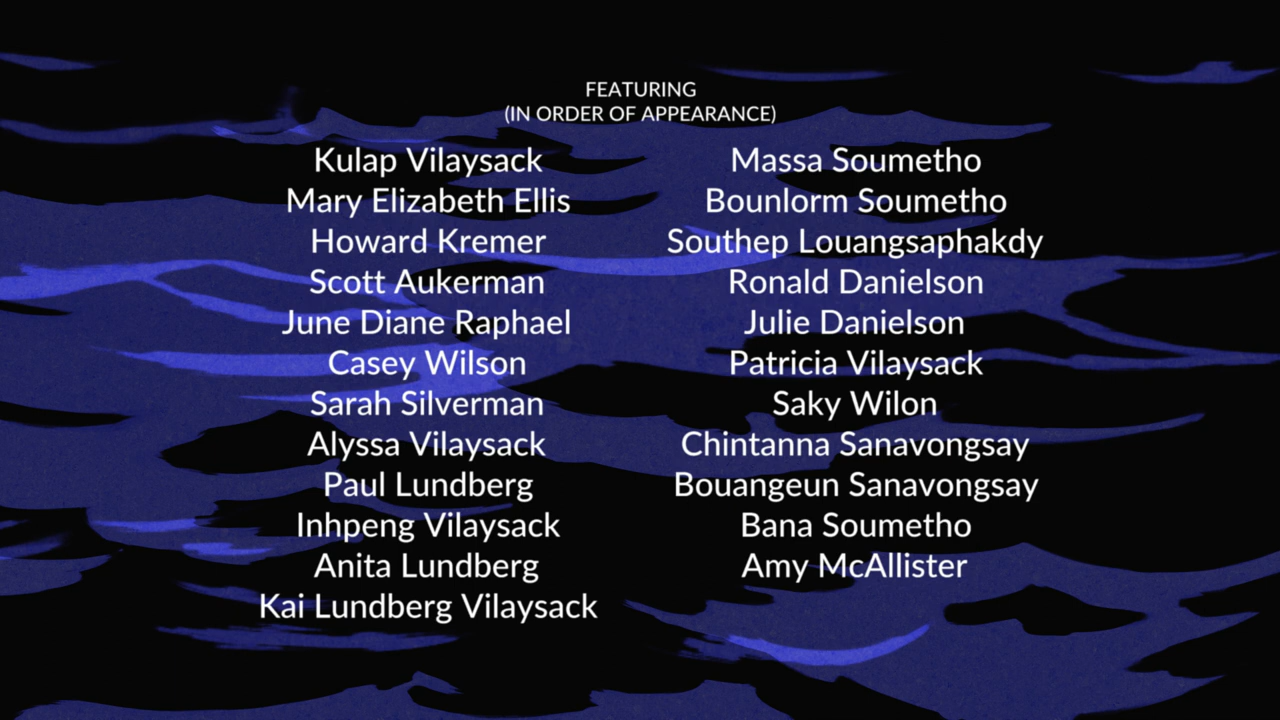 FEATURING
(IN ORDER OF APPEARANCE)
Kulap Vilaysack
Mary Elizabeth Ellis
Howard Kremer
Scott Aukerman
June Diane Raphael
Casey Wilson
Sarah Silverman
Alyssa Vilaysack
Paul Lundberg
Inhpeng Vilaysack
Anita Lundberg
Kai Lundberg Vilaysack
Massa Soumetho
Bounlorm Soumetho
Southep Louangsaphakdy
Ronald Danielson
Julie Danielson
Patricia Vilaysack
Saky Wilon
Chintanna Sanavongsay
Bouangeun Sanavongsay
Bana Soumetho
Amy McAllister